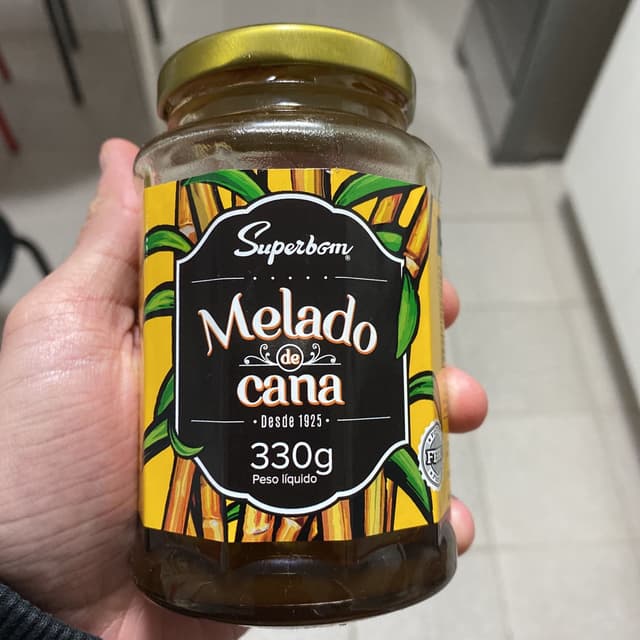 Superbom®
Melado
de
cana
• Desde 1925 •
330g
Peso líquido